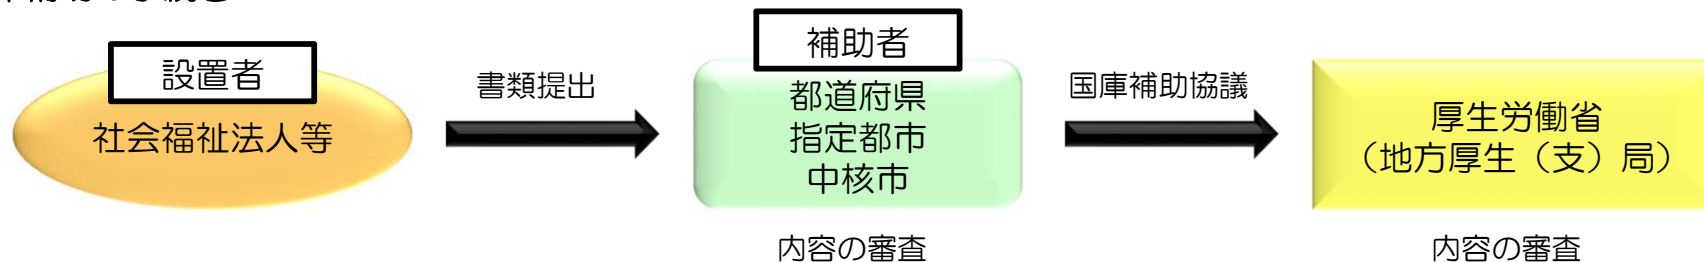 設置者
社会福祉法人等
書類提出
補助者
都道府県
指定都市
中核市
内容の審査
国庫補助協議
厚生労働省
（地方厚生（支）局）
内容の審査